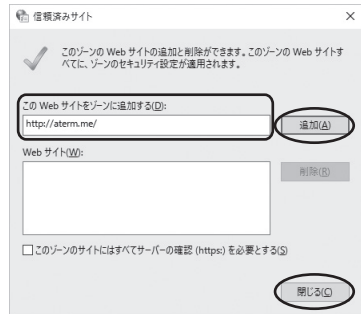 信頼済みサイト
このゾーンの Web サイトの追加と削除ができます。このゾーンの Web サイトす
べてに、ゾーンのセキュリティ設定が適用されます。
この Web サイトをゾーンに追加する(D):
http://aterm.me/
追加(A)
Web サイト(W):
削除(R)
このゾーンのサイトにはすべてサーバーの確認 (https:) を必要とする(S)
閉じる(C)